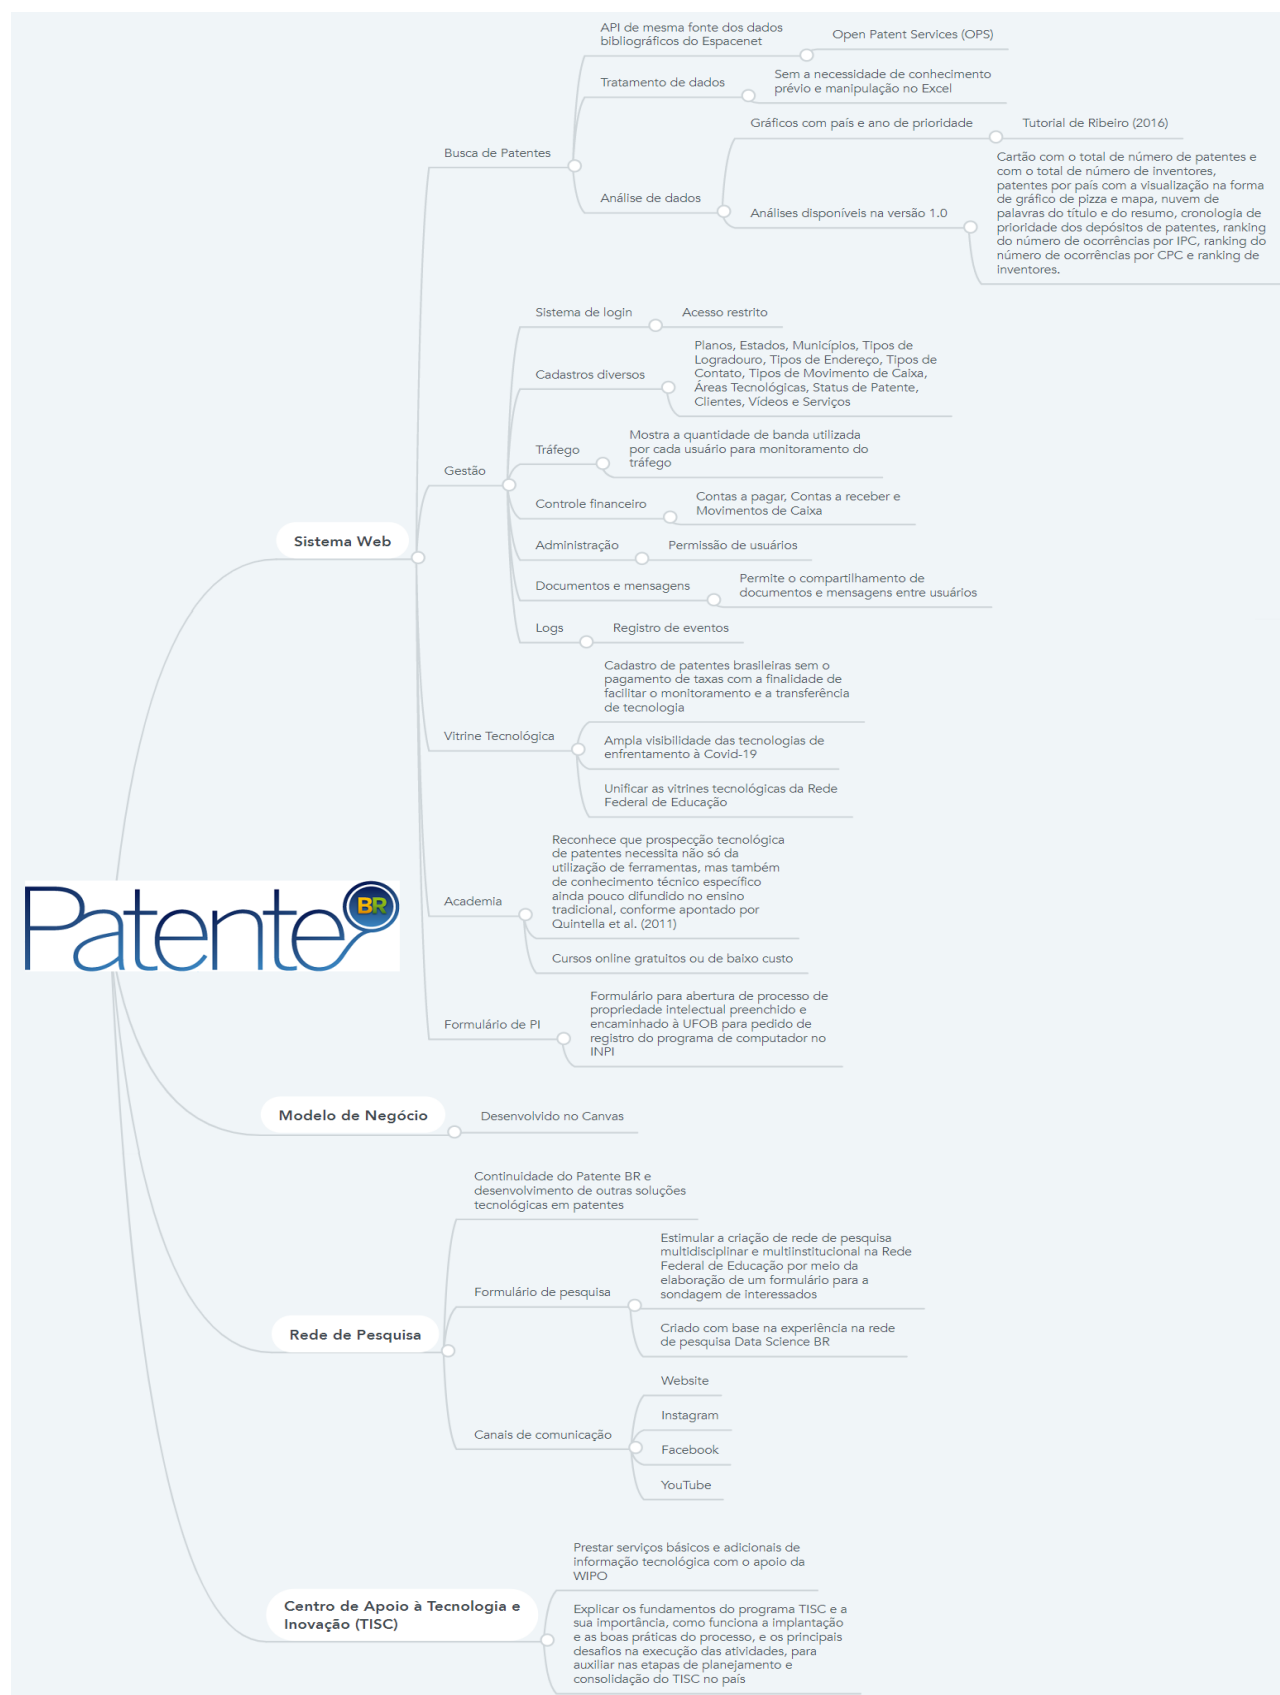 API de mesma fonte dos dados
bibliográficos do Espacenet
Open Patent Services (OPS)
Tratamento de dados
Sem a necessidade de conhecimento
prévio e manipulação no Excel
Busca de Patentes
Análise de dados
Gráficos com país e ano de prioridade
Tutorial de Ribeiro (2016)
Análises disponíveis na versão 1.0
Cartão com o total de número de patentes e
com o total de número de inventores,
patentes por país com a visualização na forma
de gráfico de pizza e mapa, nuvem de
palavras do título e do resumo, cronologia de
prioridade dos depósitos de patentes, ranking
do número de ocorrências por IPC, ranking do
número de ocorrências por CPC e ranking de
inventores.
Sistema de login
Acesso restrito
Cadastros diversos
Planos, Estados, Municípios, Tipos de
Logradouro, Tipos de Endereço, Tipos de
Contato, Tipos de Movimento de Caixa,
Áreas Tecnológicas, Status de Patente,
Clientes, Vídeos e Serviços
Tráfego
Mostra a quantidade de banda utilizada
por cada usuário para monitoramento do
tráfego
Gestão
Controle financeiro
Contas a pagar, Contas a receber e
Movimentos de Caixa
Sistema Web
Administração
Permissão de usuários
Documentos e mensagens
Permite o compartilhamento de
documentos e mensagens entre usuários
Logs
Registro de eventos
Vitrine Tecnológica
Cadastro de patentes brasileiras sem o
pagamento de taxas com a finalidade de
facilitar o monitoramento e a transferência
de tecnologia
Ampla visibilidade das tecnologias de
enfrentamento à Covid-19
Unificar as vitrines tecnológicas da Rede
Federal de Educação
Academia
Reconhece que prospecção tecnológica
de patentes necessita não só da
utilização de ferramentas, mas também
de conhecimento técnico específico
ainda pouco difundido no ensino
tradicional, conforme apontado por
Quintella et al. (2011)
Cursos online gratuitos ou de baixo custo
Patente BR
Formulário de PI
Formulário para abertura de processo de
propriedade intelectual preenchido e
encaminhado à UFOB para pedido de
registro do programa de computador no
INPI
Modelo de Negócio
Desenvolvido no Canvas
Continuidade do Patente BR e
desenvolvimento de outras soluções
tecnológicas em patentes
Formulário de pesquisa
Estimular a criação de rede de pesquisa
multidisciplinar e multiinstitucional na Rede
Federal de Educação por meio da
elaboração de um formulário para a
sondagem de interessados
Criado com base na experiência na rede
de pesquisa Data Science BR
Rede de Pesquisa
Canais de comunicação
Website
Instagram
Facebook
YouTube
Centro de Apoio à Tecnologia e
Inovação (TISC)
Prestar serviços básicos e adicionais de
informação tecnológica com o apoio da
WIPO
Explicar os fundamentos do programa TISC e a
sua importância, como funciona a implantação
e as boas práticas do processo, e os principais
desafios na execução das atividades, para
auxiliar nas etapas de planejamento e
consolidação do TISC no país